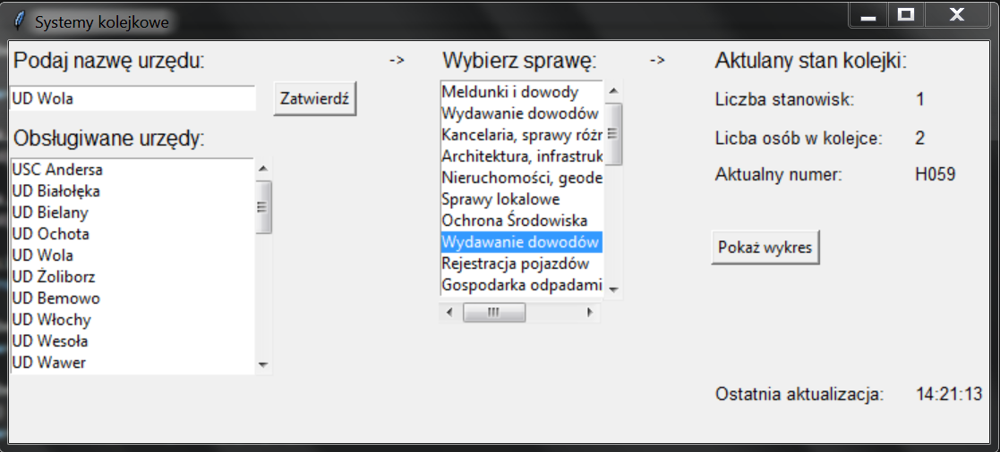 Systemy kolejkowe
Podaj nazwę urzędu:
->
Wybierz sprawę:
->
Aktulany stan kolejki:
UD Wola
Zatwierdź
Obsługiwane urzędy:
USC Andersa
UD Białołęka
UD Bielany
UD Ochota
UD Wola
UD Żoliborz
UD Bemowo
UD Włochy
UD Wesoła
UD Wawer
Meldunki i dowody
Wydawanie dowodów
Kancelaria, sprawy różr
Architektura, infrastruk
Nieruchomości, geode
Sprawy lokalowe
Ochrona Środowiska
Wydawanie dowodów
Rejestracja pojazdów
Gospodarka odpadami
Liczba stanowisk: 1
Licba osób w kolejce: 2
Aktualny numer: H059
Pokaż wykres
Ostatnia aktualizacja: 14:21:13